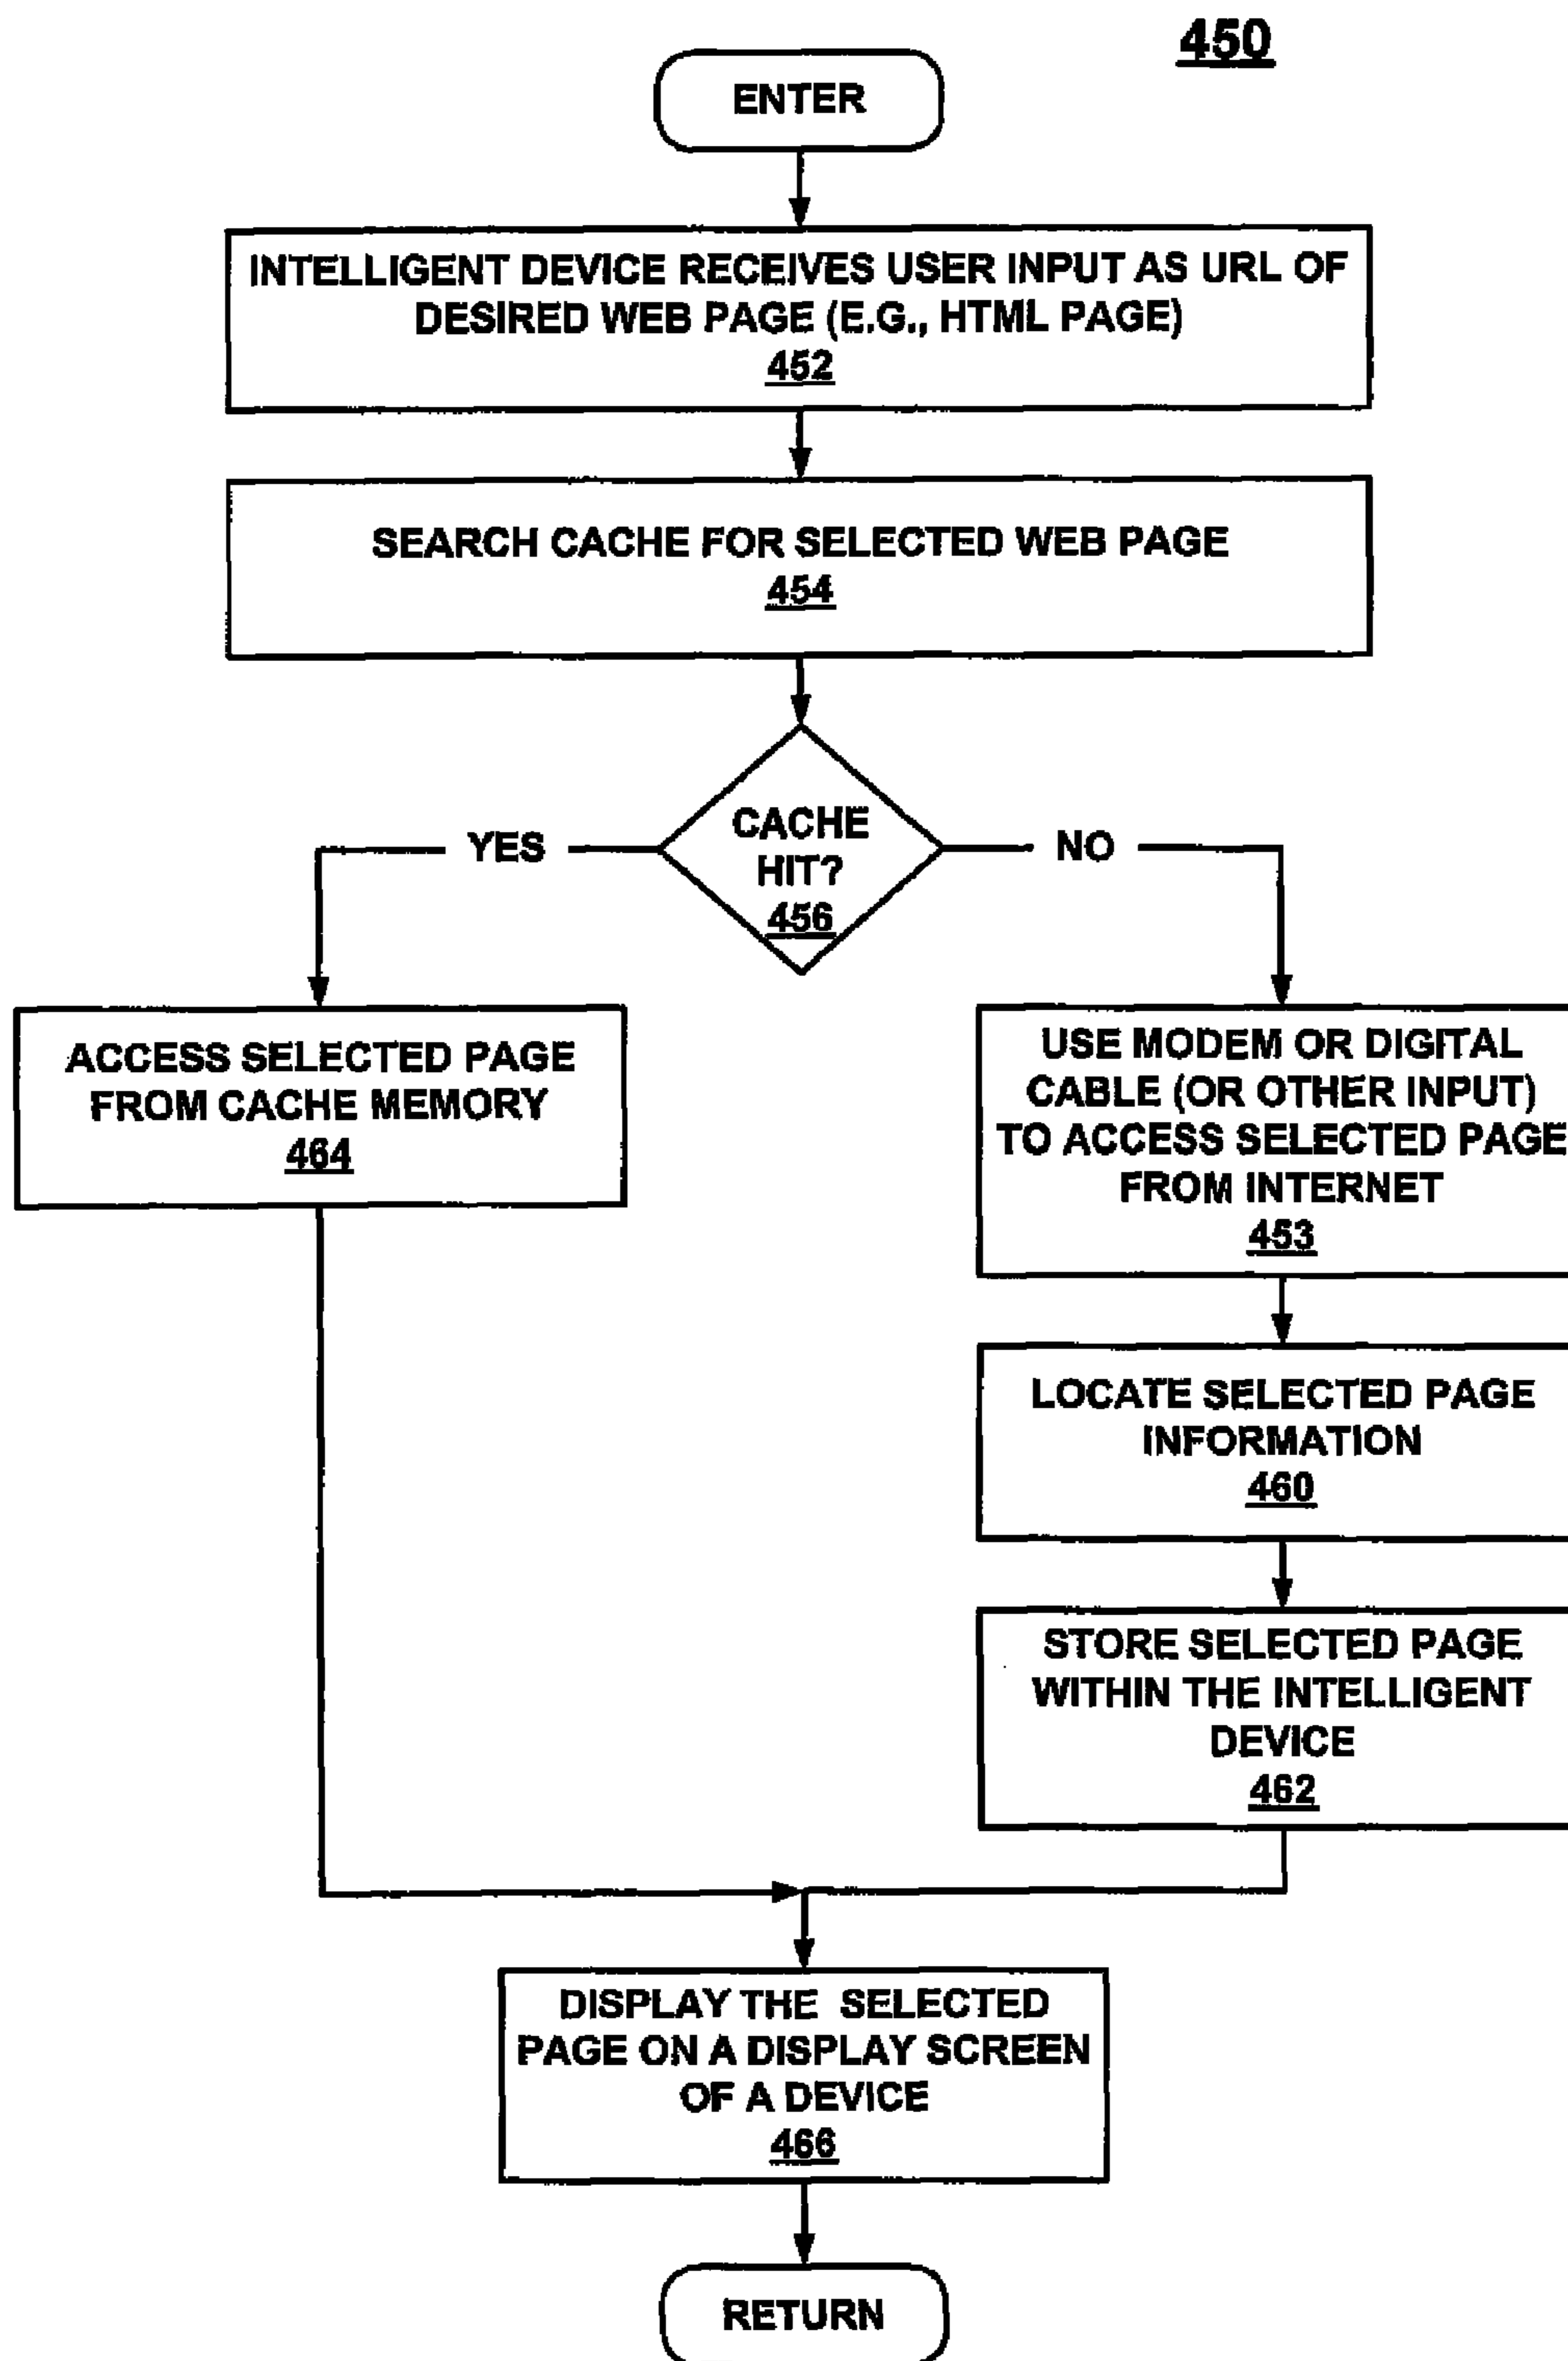 450
ENTER
INTELLIGENT DEVICE RECEIVES USER INPUT AS URL OF
DESIRED WEB PAGE (E.G., HTML PAGE)
452
SEARCH CACHE FOR SELECTED WEB PAGE
454
CACHE
HIT?
456
YES
NO
ACCESS SELECTED PAGE
FROM CACHE MEMORY
464
USE MODEM OR DIGITAL
CABLE (OR OTHER INPUT)
TO ACCESS SELECTED PAGE
FROM INTERNET
453
LOCATE SELECTED PAGE
INFORMATION
460
STORE SELECTED PAGE
WITHIN THE INTELLIGENT
DEVICE
462
DISPLAY THE SELECTED
PAGE ON A DISPLAY SCREEN
OF A DEVICE
466
RETURN